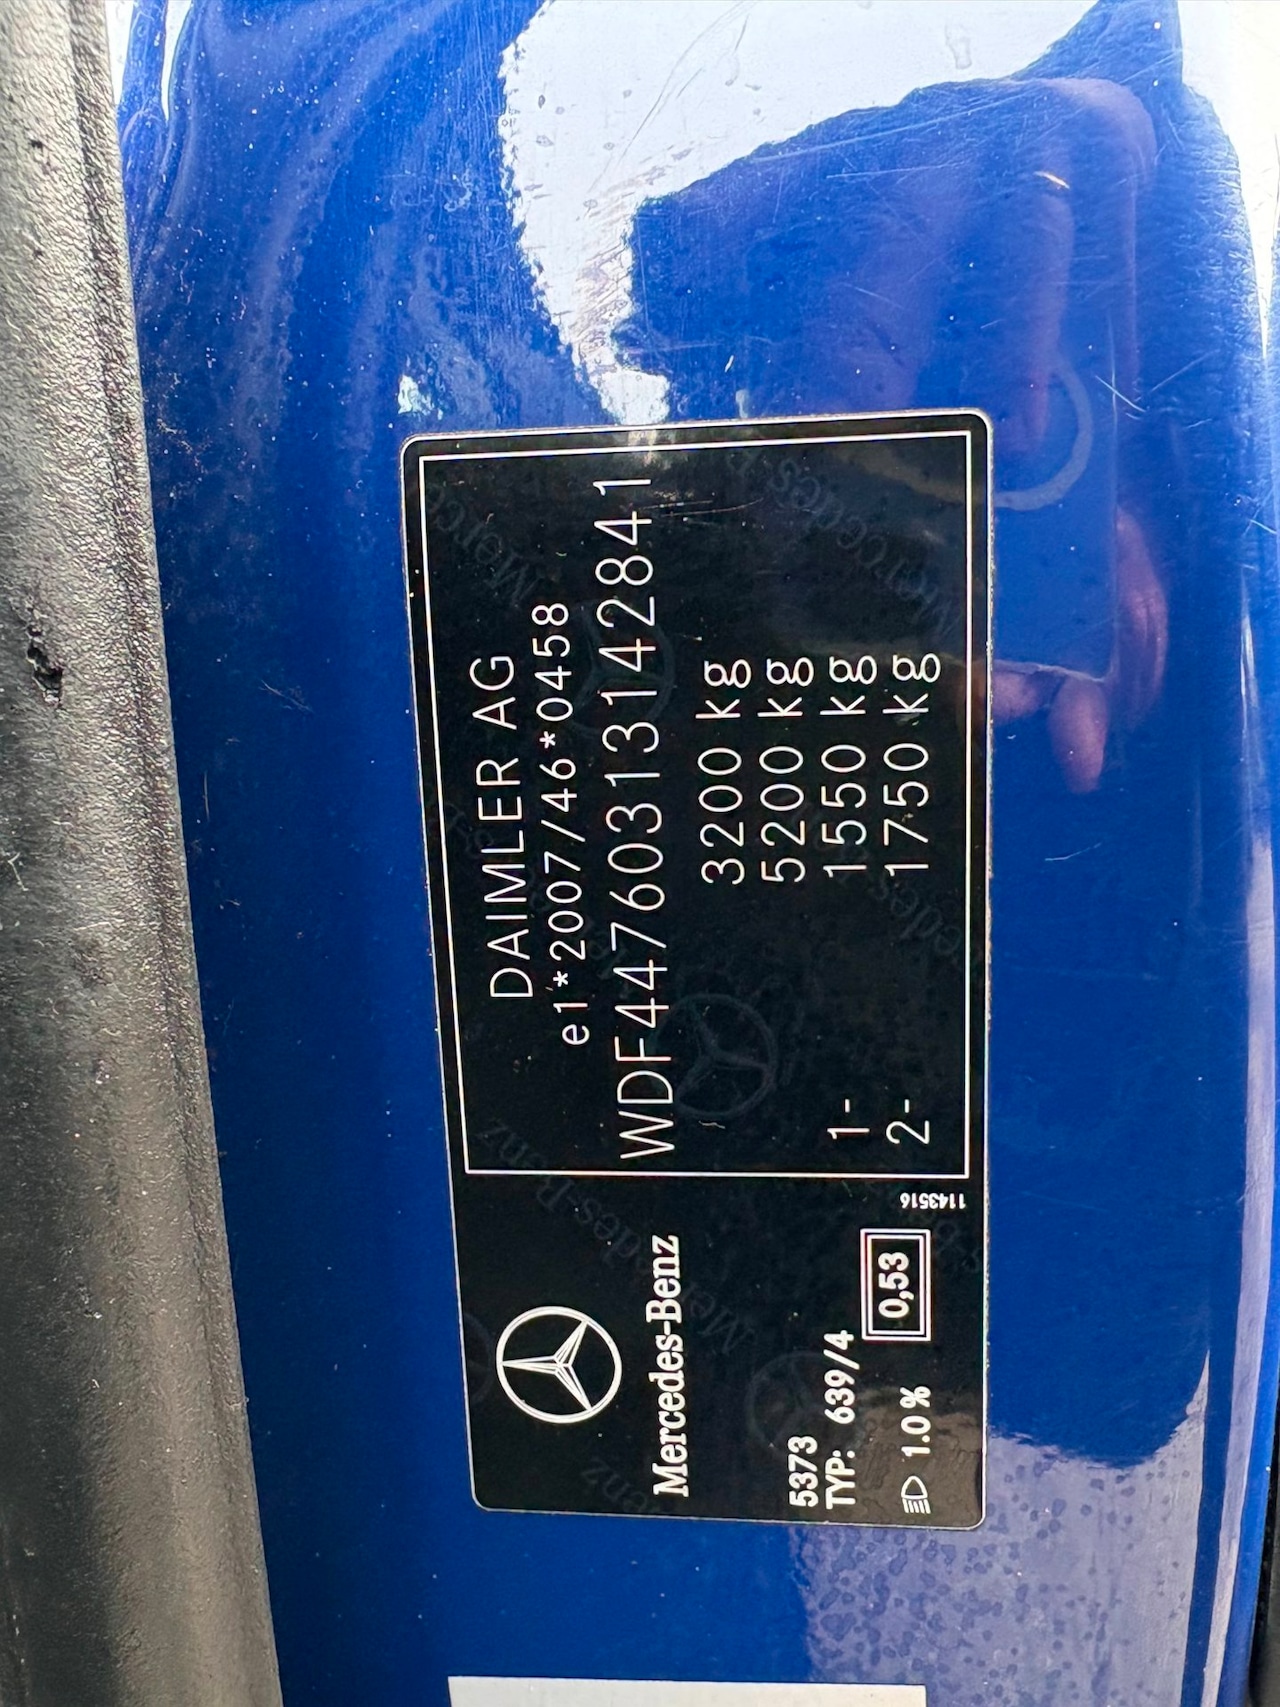 DAIMLER AG
e1*2007/46*0458
WDF44760313142841
3200 kg
5200 kg
1- 1550 kg
2- 1750 kg
Mercedes-Benz
5373
TYP: 639/4
1.0 %
0,53
1143516